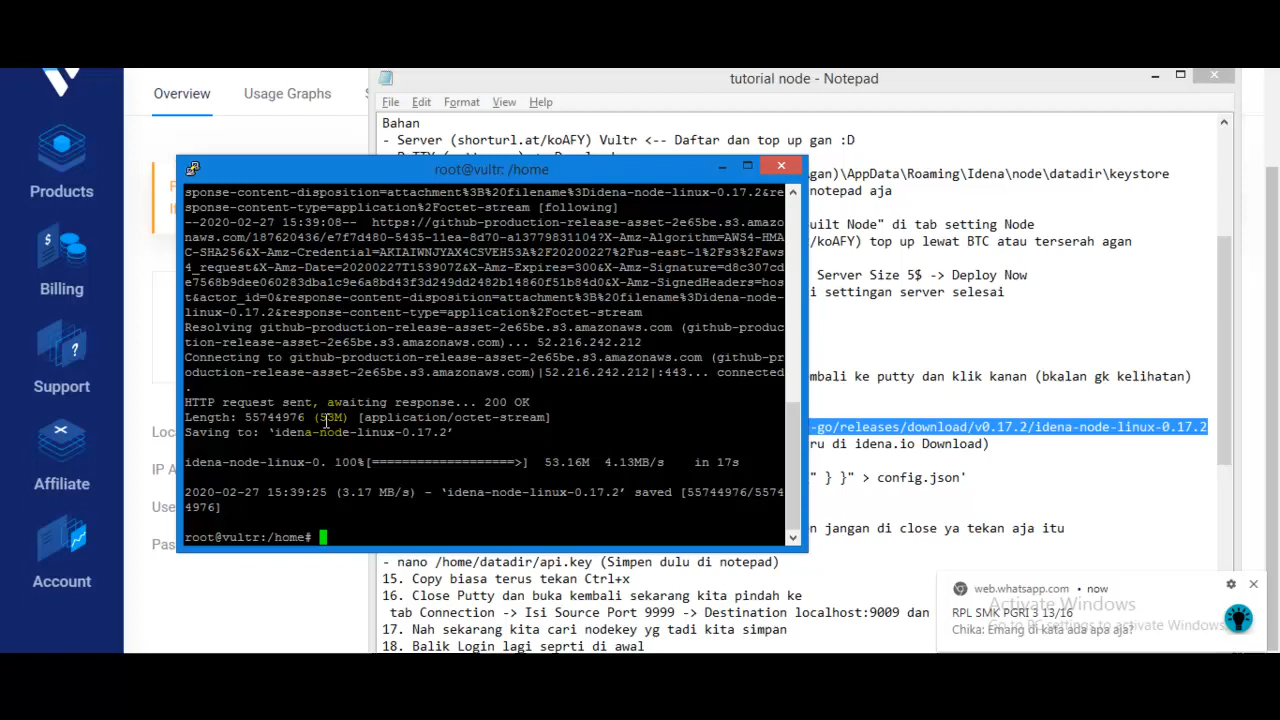 Overview
Usage Graphs
Products
Billing
Support
Affiliate
Account
Loc
IP A
Use
Pas
tutorial node - Notepad
File Edit Format View Help
Bahan
- Server (shorturl.at/koAFY) Vultr <-- Daftar dan top up gan :D
gan)\AppData\Roaming\Idena\node\datadir\keystore
notepad aja
uilt Node" di tab setting Node
/koAFY) top up lewat BTC atau terserah agan
Server Size 5$ -> Deploy Now
i settingan server selesai
mbali ke putty dan klik kanan (bkalan gk kelihatan)
-go/releases/download/v0.17.2/idena-node-linux-0.17.2
ru di idena.io Download)
" } }" > config.json'
n jangan di close ya tekan aja itu
- nano /home/datadir/api.key (Simpen dulu di notepad)
15. Copy biasa terus tekan Ctrl+x
16. Close Putty dan buka kembali sekarang kita pindah ke
tab Connection -> Isi Source Port 9999 -> Destination localhost:9009 dan
17. Nah sekarang kita cari nodekey yg tadi kita simpan
18. Balik Login lagi seprti di awal
root@vultr: /home
sponse-content-disposition=attachment%3B%20filename%3Didena-node-linux-0.17.2&re
sponse-content-type=application%2Foctet-stream [following]
--2020-02-27 15:39:08-- https://github-production-release-asset-2e65be.s3.amazo
naws.com/187620436/e7f7d480-5435-11ea-8d70-a13779831104?X-Amz-Algorithm=AWS4-HMA
C-SHA256&X-Amz-Credential=AKIAIWNJYAX4CSVEH53A%2F20200227%2Fus-east-1%2Fs3%2Faws
4_request&X-Amz-Date=20200227T153907Z&X-Amz-Expires=300&X-Amz-Signature=d8c307cd
e7568b9dee060283dba1c9e6a8bd43f3d249dd2482b14860f51b84d0&X-Amz-SignedHeaders=hos
t&actor_id=0&response-content-disposition=attachment%3B%20filename%3Didena-node-
linux-0.17.2&response-content-type=application%2Foctet-stream
Resolving github-production-release-asset-2e65be.s3.amazonaws.com (github-produc
tion-release-asset-2e65be.s3.amazonaws.com)... 52.216.242.212
Connecting to github-production-release-asset-2e65be.s3.amazonaws.com (github-pr
oduction-release-asset-2e65be.s3.amazonaws.com)|52.216.242.212|:443... connected
.
HTTP request sent, awaiting response... 200 OK
Length: 55744976 (53M) [application/octet-stream]
Saving to: ‘idena-node-linux-0.17.2’
idena-node-linux-0. 100%[===================>] 53.16M 4.13MB/s in 17s
2020-02-27 15:39:25 (3.17 MB/s) - ‘idena-node-linux-0.17.2’ saved [55744976/5574
4976]
root@vultr:/home#
web.whatsapp.com • now
RPL SMK PGRI 3 13/16
Chika: Emang di kata ada apa aja?
Activate Windows
Go to PC settings to activate Windows.